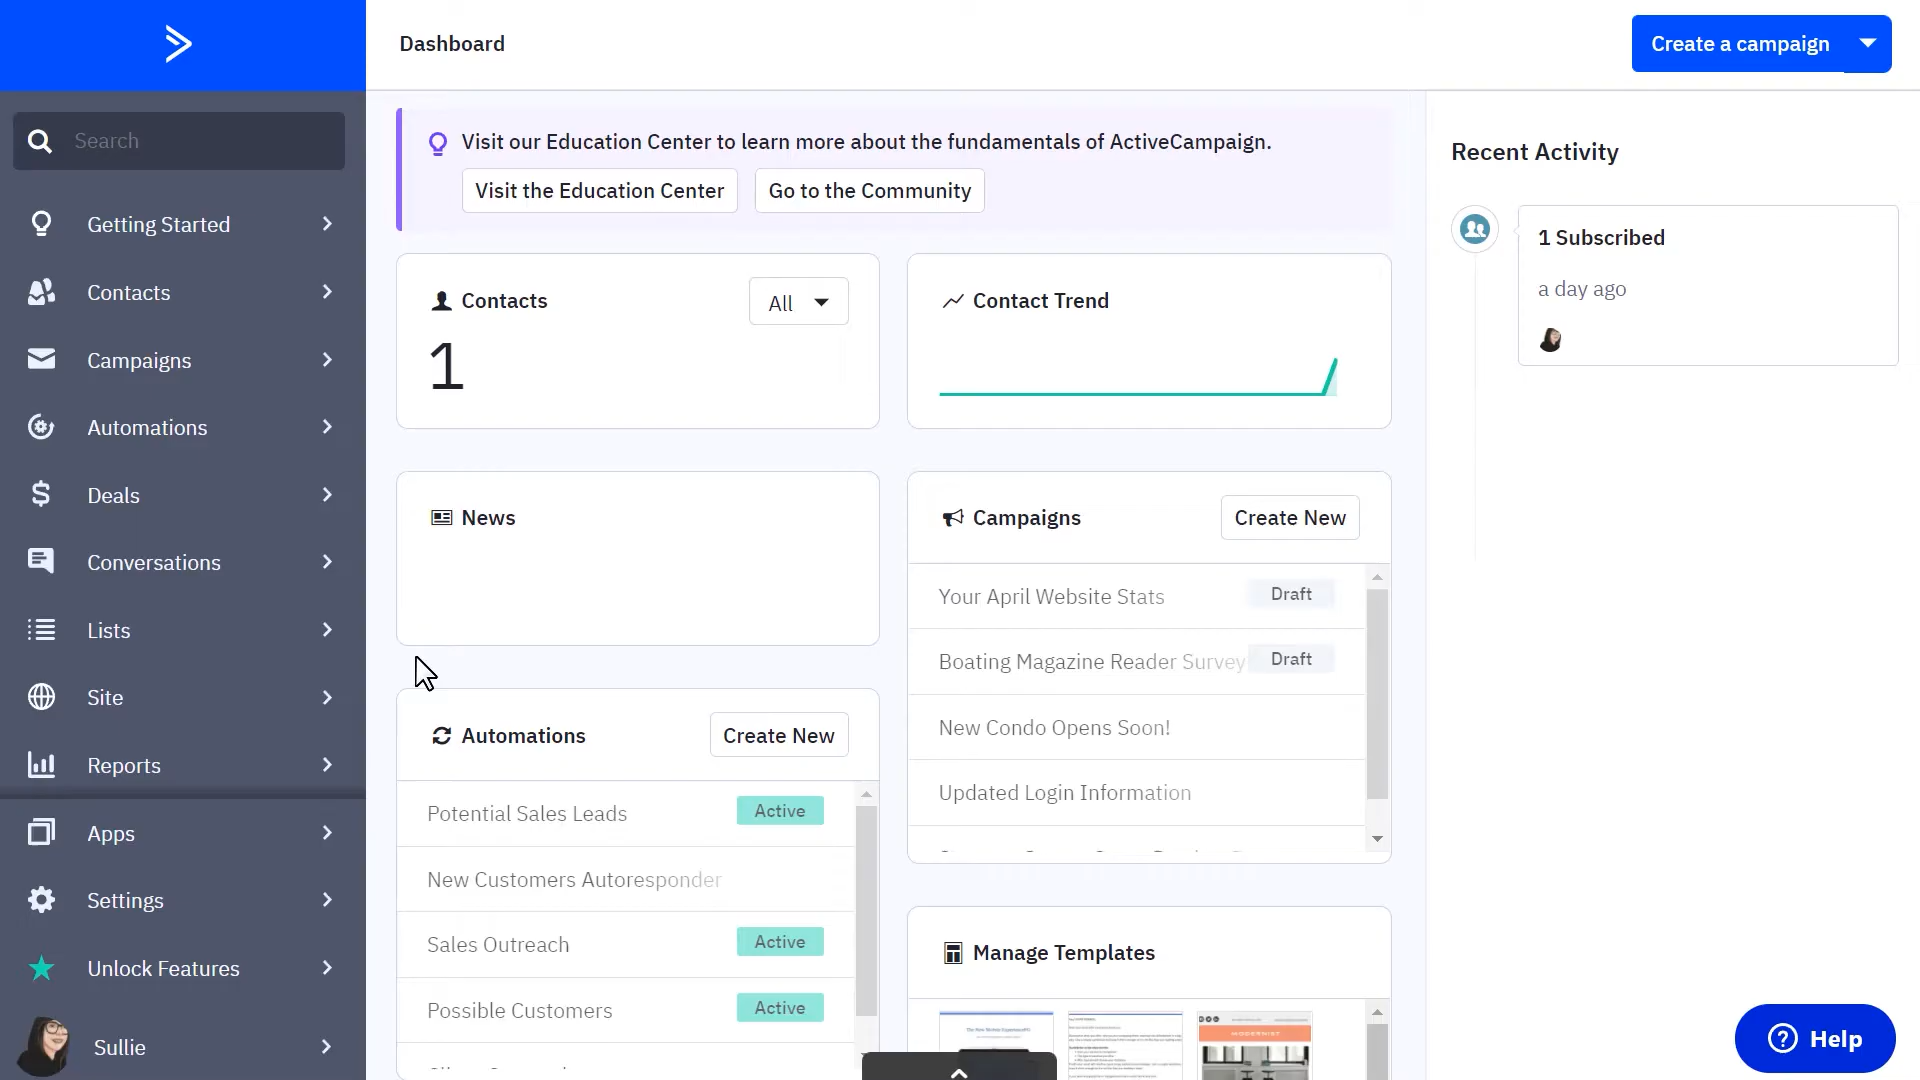 Dashboard
Create a campaign
Search
Getting Started
Contacts
Campaigns
Automations
Deals
Conversations
Lists
Site
Reports
Apps
Settings
Unlock Features
Sullie
Visit our Education Center to learn more about the fundamentals of ActiveCampaign.
Visit the Education Center
Go to the Community
Contacts
All
1
Contact Trend
News
Automations
Create New
Potential Sales Leads
Active
New Customers Autoresponder
Sales Outreach
Active
Possible Customers
Active
Campaigns
Create New
Your April Website Stats
Draft
Boating Magazine Reader Survey
Draft
New Condo Opens Soon!
Updated Login Information
Manage Templates
MODERNIST
Recent Activity
1 Subscribed
a day ago
Help